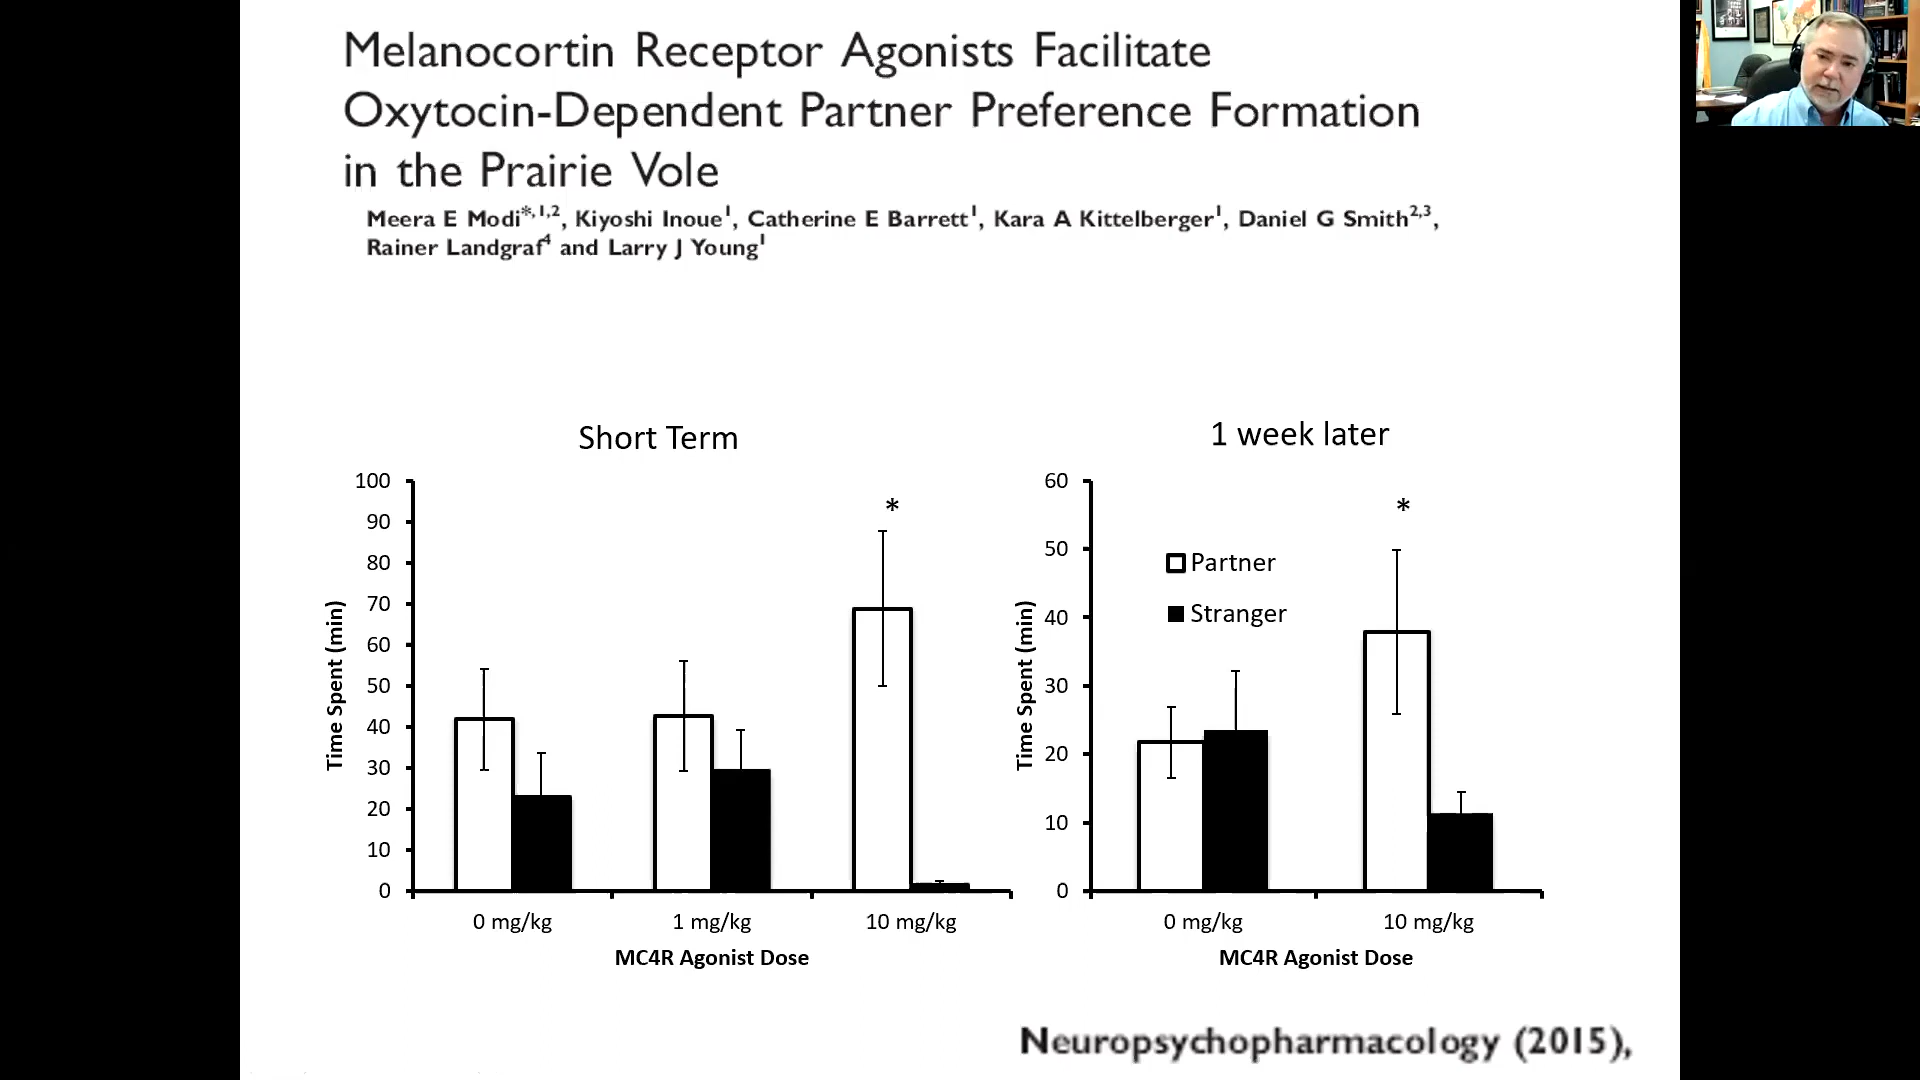 Melanocortin Receptor Agonists Facilitate
Oxytocin-Dependent Partner Preference Formation
in the Prairie Vole
Meera E Modi*,1,2, Kiyoshi Inoue1, Catherine E Barrett1, Kara A Kittelberger1, Daniel G Smith2,3,
Rainer Landgraf4 and Larry J Young1
Short Term
100
90
80
70
60
50
40
30
20
10
0
Time Spent (min)
*
0 mg/kg 1 mg/kg 10 mg/kg
MC4R Agonist Dose
1 week later
60
50
40
30
20
10
0
Time Spent (min)
*
Partner
Stranger
0 mg/kg 10 mg/kg
MC4R Agonist Dose
Neuropsychopharmacology (2015),